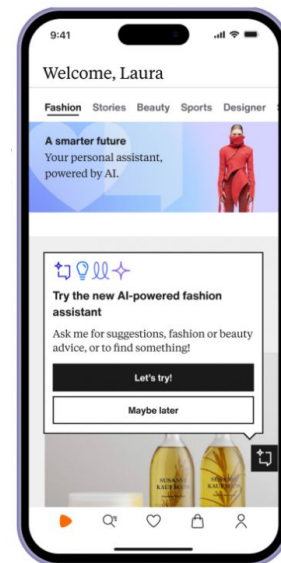 9:41
Welcome, Laura
Fashion Stories Beauty Sports Designer
A smarter future
Your personal assistant,
powered by AI.
Try the new AI-powered fashion
assistant
Ask me for suggestions, fashion or beauty
advice, or to find something!
Let's try!
Maybe later
SUSANNE
KAUFMANN